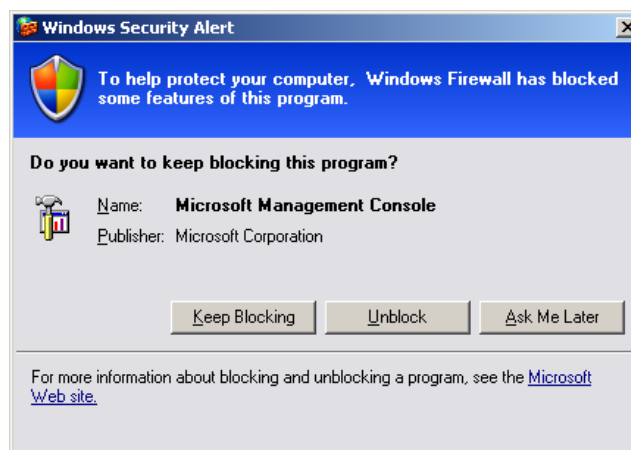 Windows Security Alert
To help protect your computer, Windows Firewall has blocked
some features of this program.
Do you want to keep blocking this program?
Name: Microsoft Management Console
Publisher: Microsoft Corporation
Keep Blocking Unblock Ask Me Later
For more information about blocking and unblocking a program, see the Microsoft
Web site.